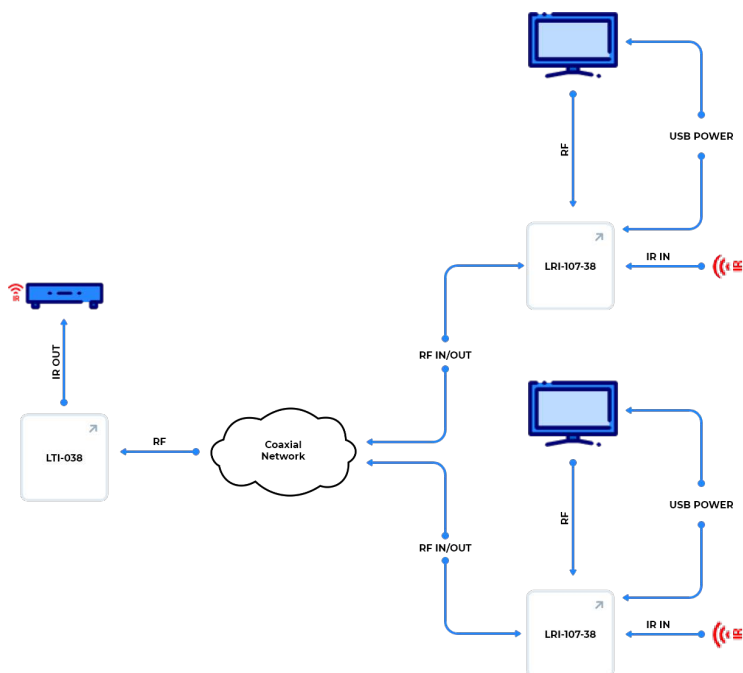 USB POWER
RF
LRI-107-38
IR IN
IR
IR
IR OUT
RF IN/OUT
LTI-038
RF
Coaxial
Network
USB POWER
RF
RF IN/OUT
LRI-107-38
IR IN
IR